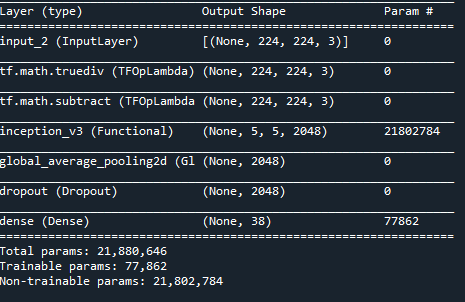 Layer (type) Output Shape Param #
input_2 (InputLayer) [(None, 224, 224, 3)] 0
tf.math.truediv (TFOpLambda) (None, 224, 224, 3) 0
tf.math.subtract (TFOpLambda (None, 224, 224, 3) 0
inception_v3 (Functional) (None, 5, 5, 2048) 21802784
global_average_pooling2d (Gl (None, 2048) 0
dropout (Dropout) (None, 2048) 0
dense (Dense) (None, 38) 77862
Total params: 21,880,646
Trainable params: 77,862
Non-trainable params: 21,802,784